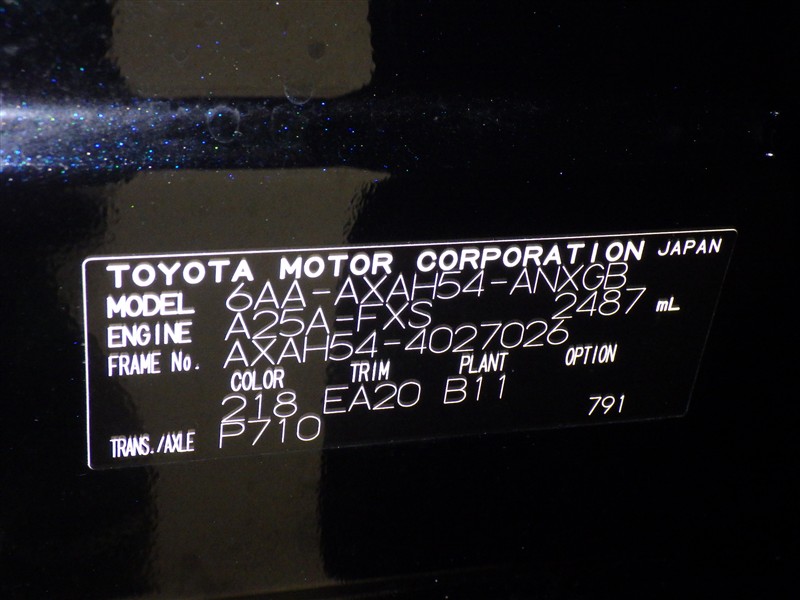 TOYOTA MOTOR CORPORATION JAPAN
MODEL 6AA-AXAH54-ANXGB
ENGINE A25A-FXS 2487 mL
FRAME No. AXAH54-4027026
COLOR TRIM PLANT OPTION
218 EA20 B11
TRANS./AXLE P710 791